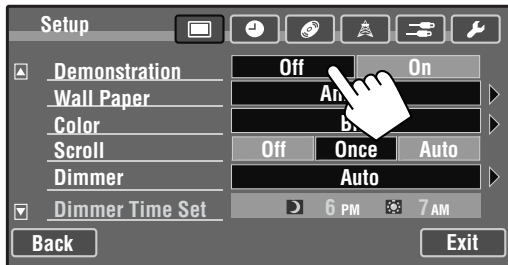 Setup
Demonstration Off On
Wall Paper
Color
Scroll Off Once Auto
Dimmer Auto
Dimmer Time Set 6 PM 7 AM
Back Exit